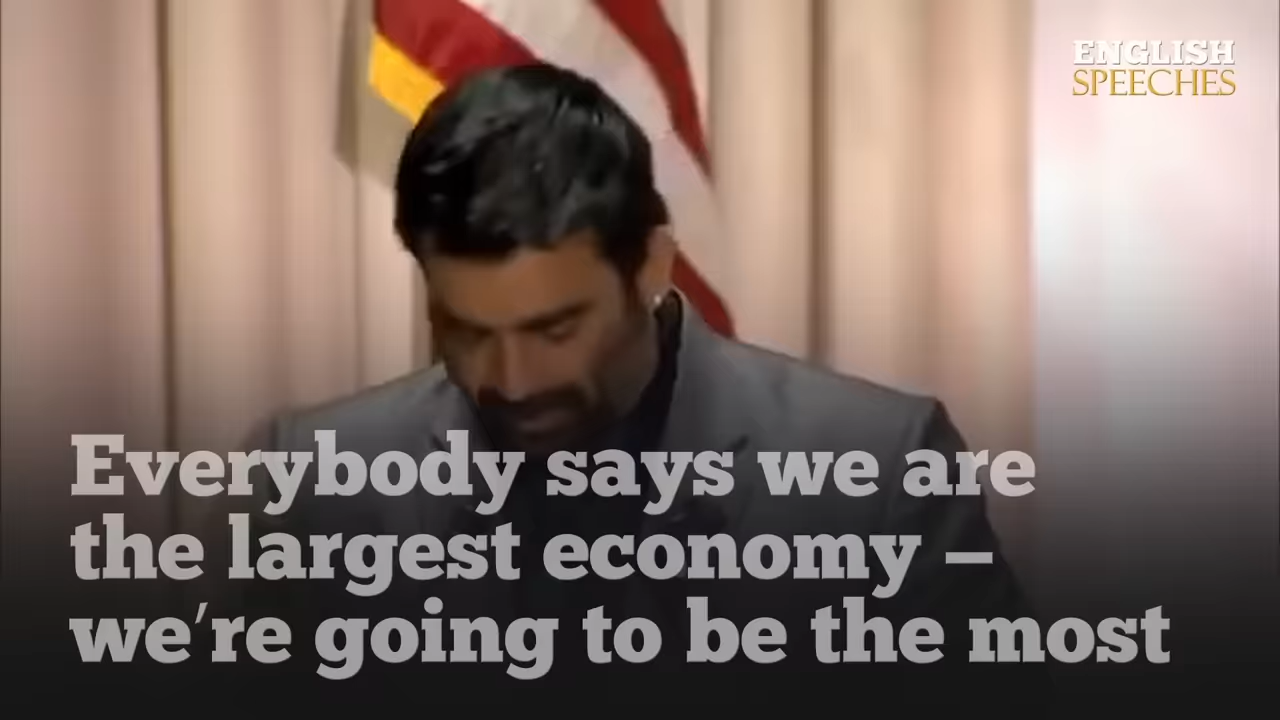 ENGLISH
SPEECHES
Everybody says we are
the largest economy –
we're going to be the most